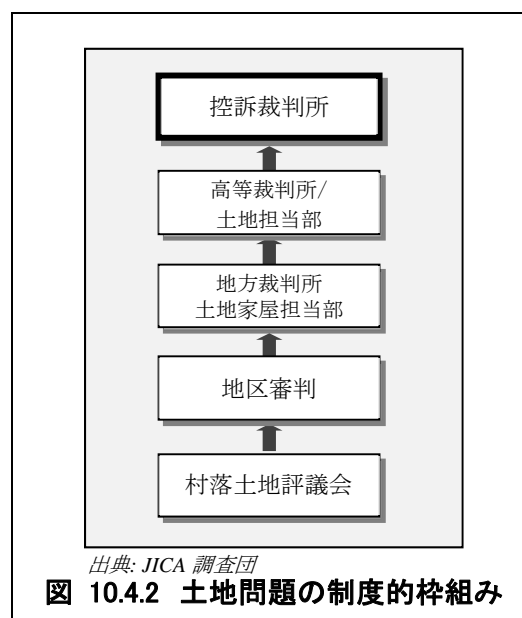 控訴裁判所
高等裁判所/
土地担当部
地方裁判所
土地家屋担当部
地区審判
村落土地評議会
出典: JICA 調査団
図 10.4.2 土地問題の制度的枠組み